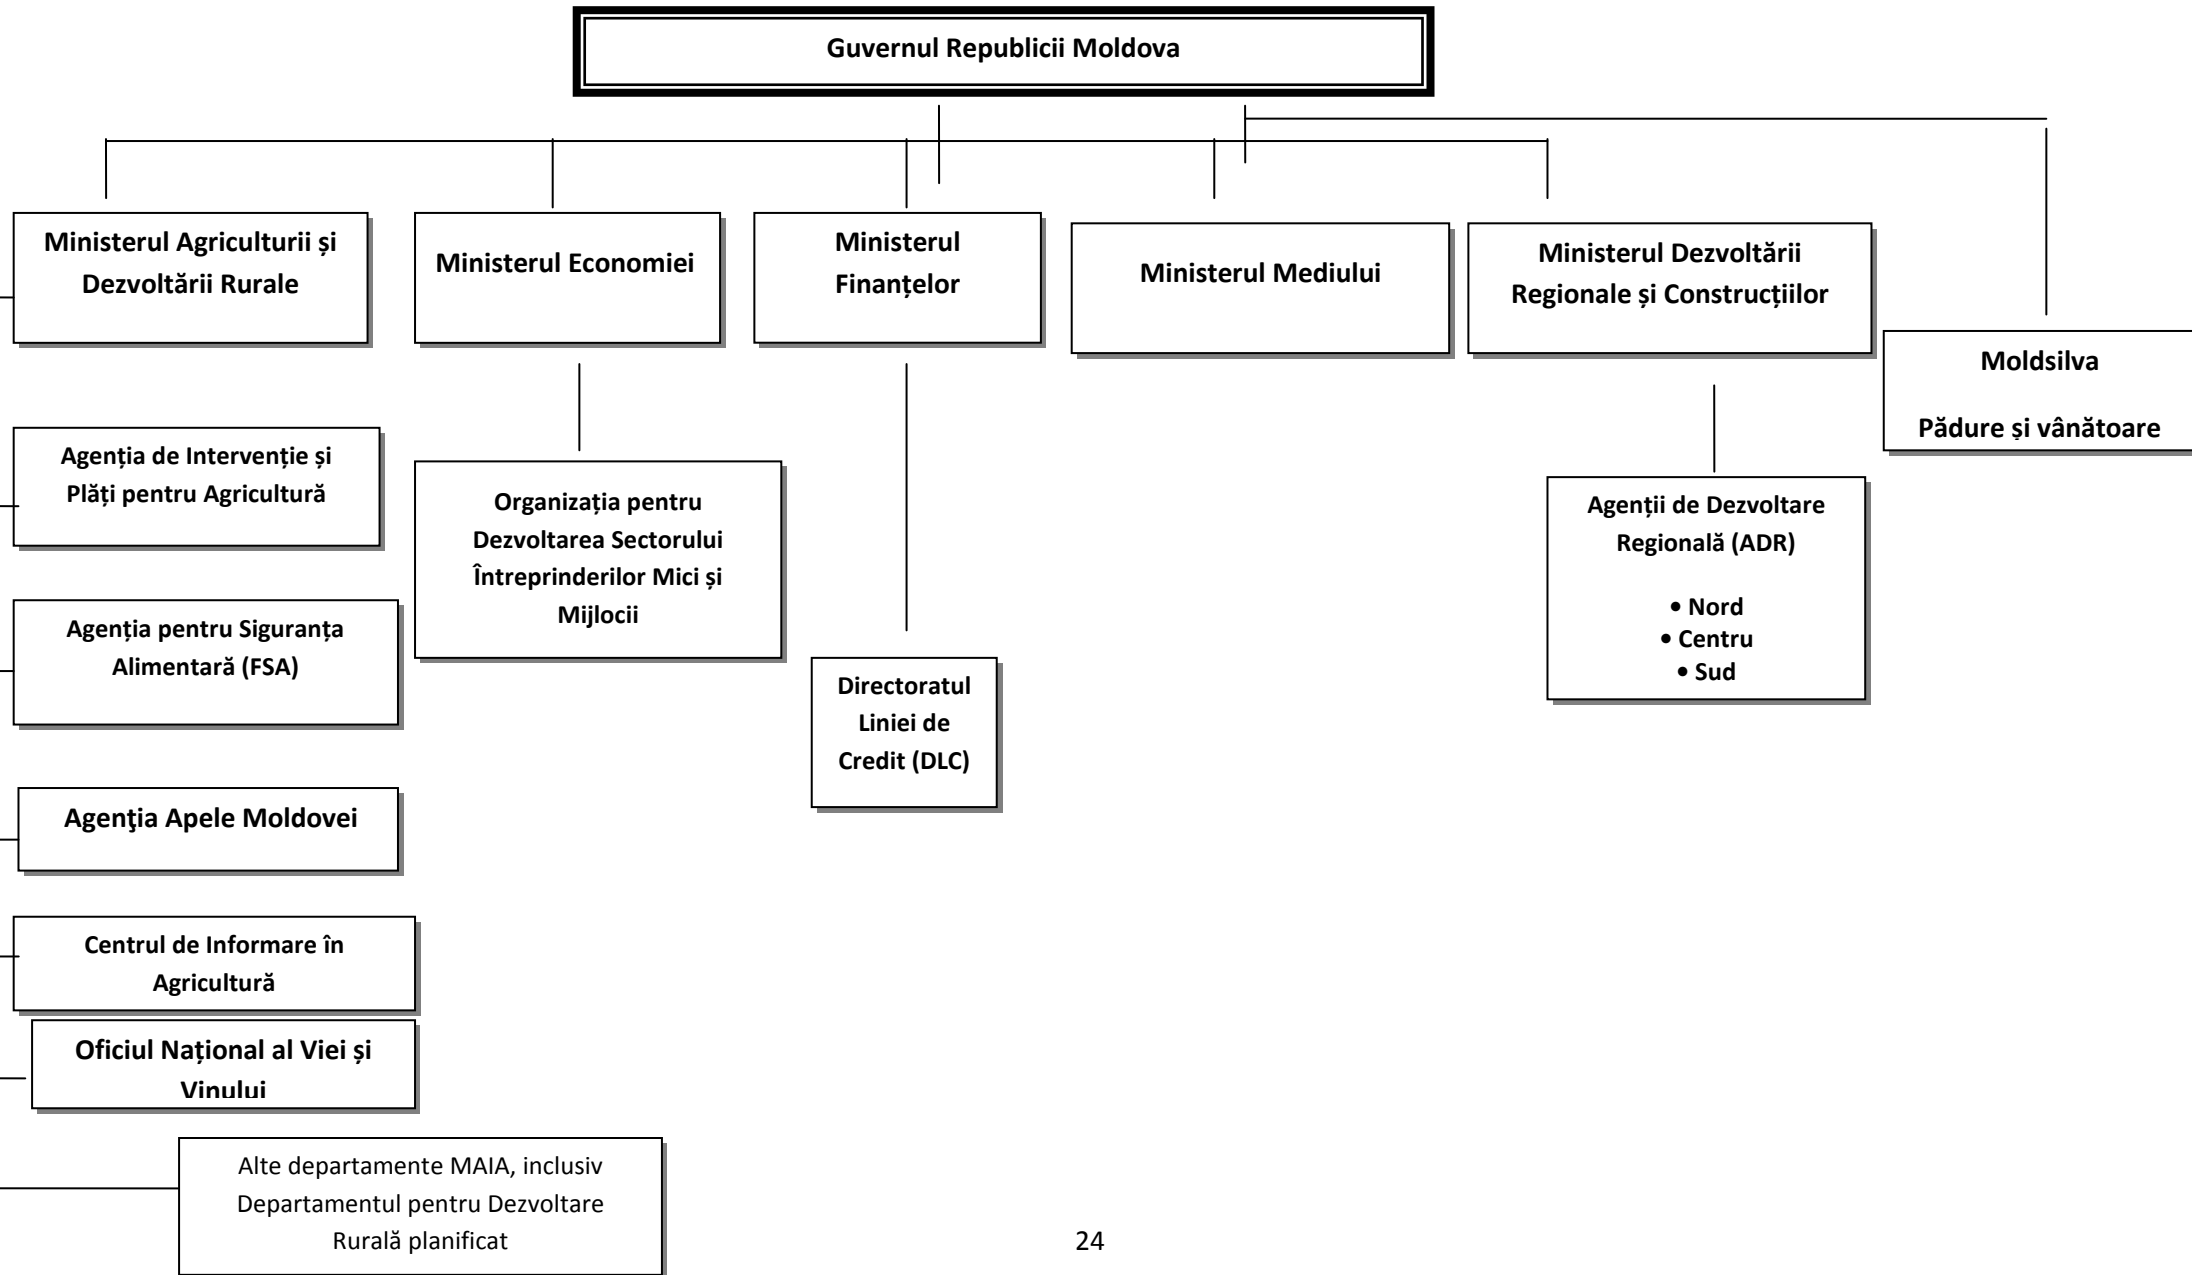 Guvernul Republicii Moldova
Ministerul Agriculturii și
Dezvoltării Rurale
Ministerul Economiei
Ministerul
Finanțelor
Ministerul Mediului
Ministerul Dezvoltării
Regionale și Construcțiilor
Moldsilva
Pădure și vânătoare
Agenția de Intervenție și
Plăți pentru Agricultură
Organizația pentru
Dezvoltarea Sectorului
Întreprinderilor Mici și
Mijlocii
Agenții de Dezvoltare
Regională (ADR)
• Nord
• Centru
• Sud
Agenția pentru Siguranța
Alimentară (FSA)
Directoratul
Liniei de
Credit (DLC)
Agenţia Apele Moldovei
Centrul de Informare în
Agricultură
Oficiul Național al Viei și
Vinului
Alte departamente MAIA, inclusiv
Departamentul pentru Dezvoltare
Rurală planificat
24